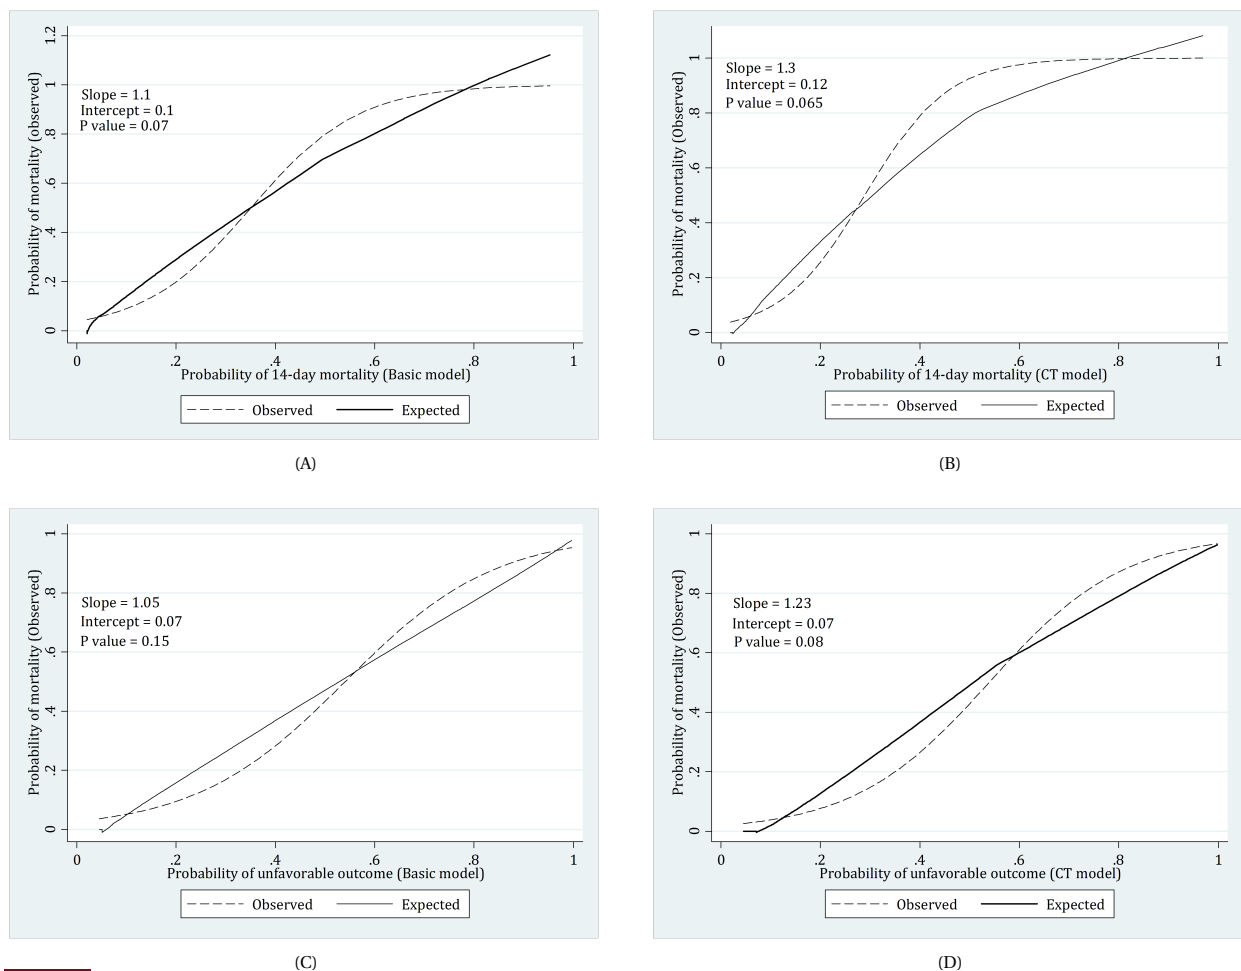 Probability of mortality (observed)
0
.2
.4
.6
.8
1
1.2
Slope = 1.1
Intercept = 0.1
P value = 0.07
0
.2
.4
.6
.8
1
Probability of 14-day mortality (Basic model)
Observed
Expected
(A)
Probability of mortality (Observed)
0
.2
.4
.6
.8
1
Slope = 1.3
Intercept = 0.12
P value = 0.065
0
.2
.4
.6
.8
1
Probability of 14-day mortality (CT model)
Observed
Expected
(B)
Probability of mortality (Observed)
0
.2
.4
.6
.8
1
Slope = 1.05
Intercept = 0.07
P value = 0.15
0
.2
.4
.6
.8
1
Probability of unfavorable outcome (Basic model)
Observed
Expected
(C)
Probability of mortality (Observed)
0
.2
.4
.6
.8
1
Slope = 1.23
Intercept = 0.07
P value = 0.08
0
.2
.4
.6
.8
1
Probability of unfavorable outcome (CT model)
Observed
Expected
(D)